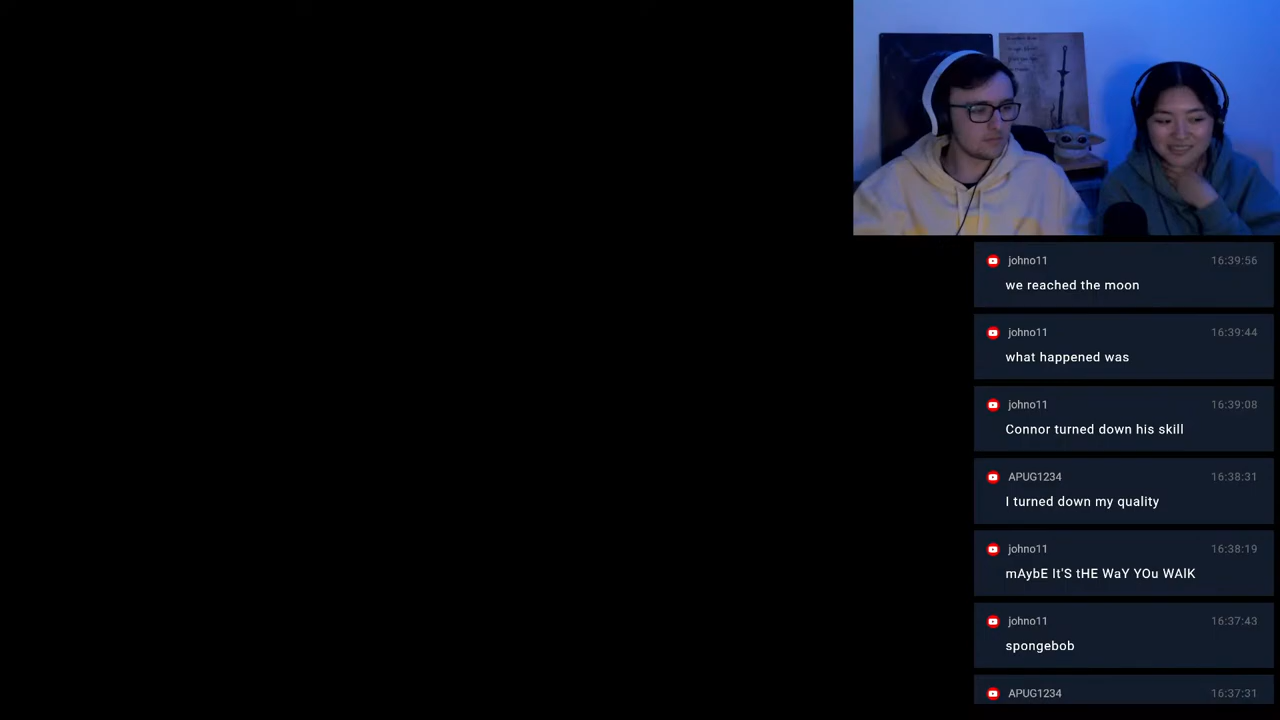 johno11 16:39:56
we reached the moon
johno11 16:39:44
what happened was
johno11 16:39:08
Connor turned down his skill
APUG1234 16:38:31
I turned down my quality
johno11 16:38:19
mAybE It'S tHE WaY YOu WAlK
johno11 16:37:43
spongebob
APUG1234 16:37:31